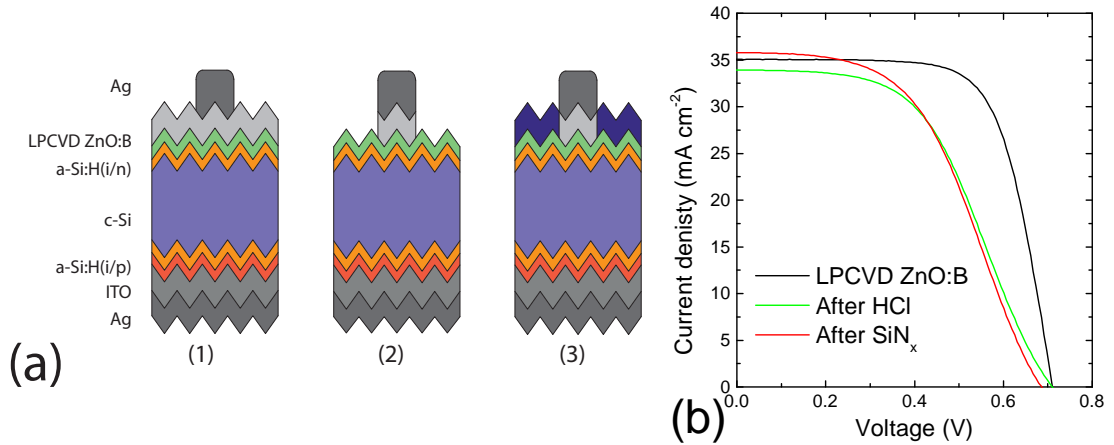 Ag
LPCVD ZnO:B
a-Si:H(i/n)
c-Si
a-Si:H(i/p)
ITO
Ag
(1) (2) (3)
(a)
40
35
30
25
20
15
10
5
0
Current denisty (mA cm-2)
LPCVD ZnO:B
After HCl
After SiNx
0.0 0.2 0.4 0.6 0.8
Voltage (V)
(b)